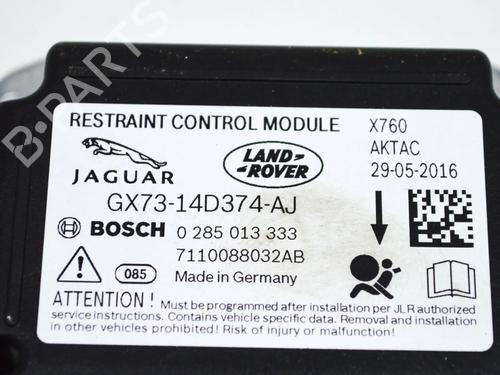 RESTRAINT CONTROL MODULE X760
AKTAC
29-05-2016
JAGUAR
LAND-
ROVER
GX73-14D374-AJ
BOSCH 0 285 013 333
7110088032AB
085 Made in Germany
ATTENTION ! Must be programmed after installation per JLR authorized
service instructions. Contains vehicle specific data. Removal and installation
in other vehicles prohibited! Risk of injury or malfunction!
B-PARTS